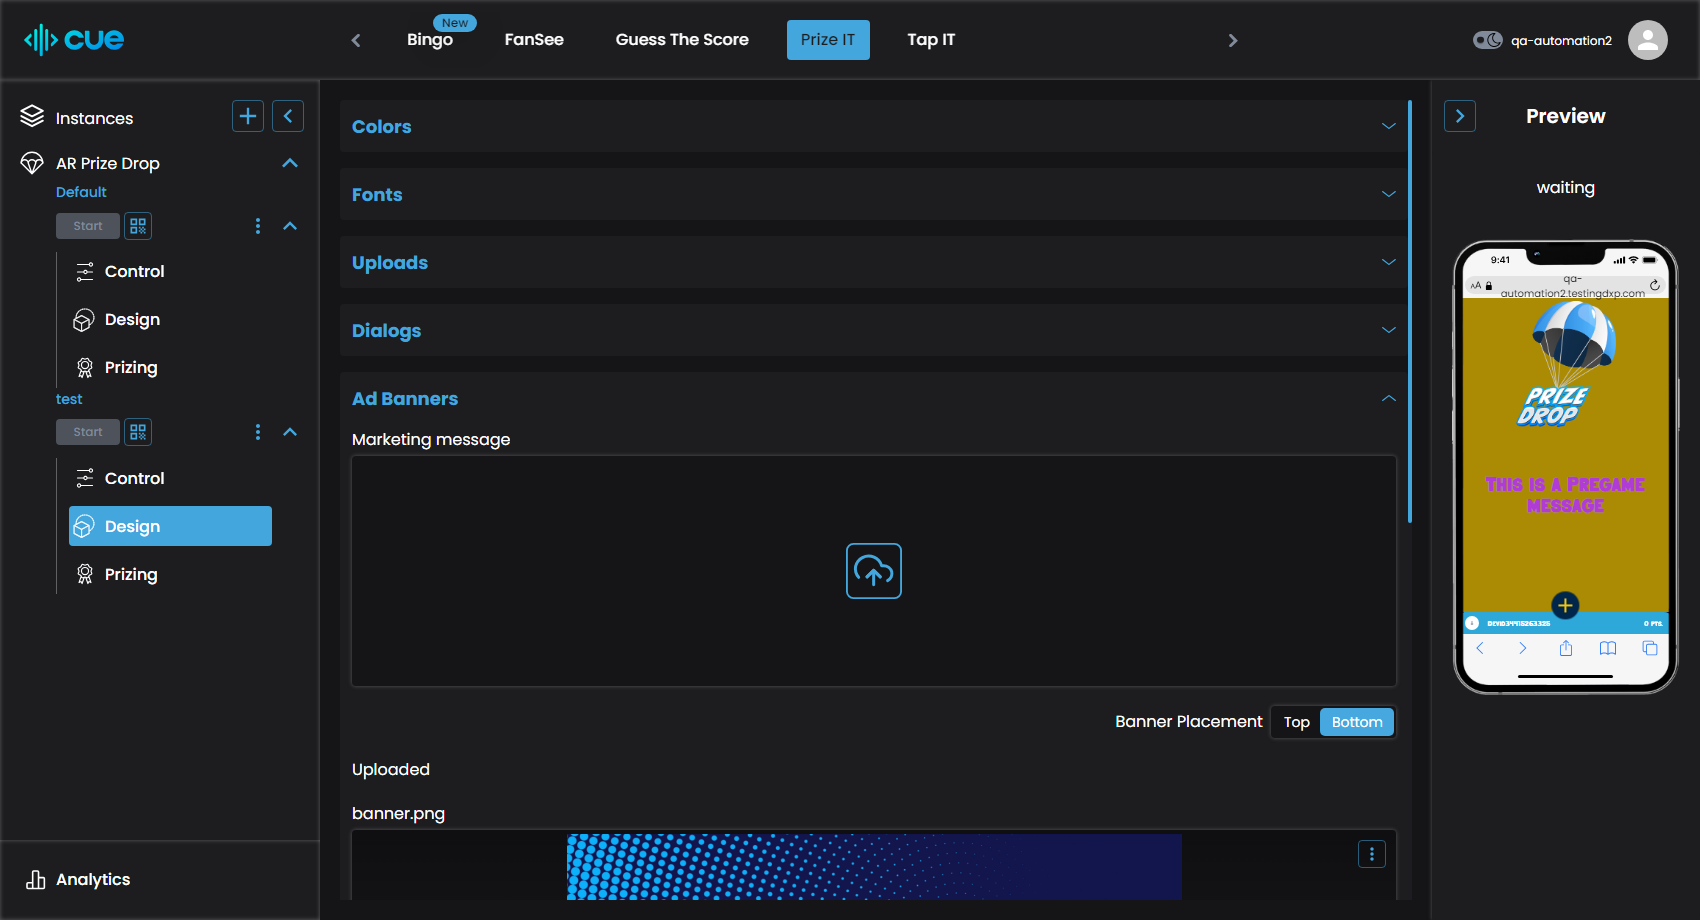 cue
New
Bingo
FanSee
Guess The Score
Prize IT
Tap IT
qa-automation2
Instances
AR Prize Drop
Default
Start
Control
Design
Prizing
test
Start
Control
Design
Prizing
Analytics
Colors
Fonts
Uploads
Dialogs
Ad Banners
Marketing message
Banner Placement
Top
Bottom
Uploaded
banner.png
Preview
waiting
9:41
AA
qa-
automation2.testingdxp.com
PRIZE
DROP
THIS IS A PREGAME
MESSAGE
0 PTS.